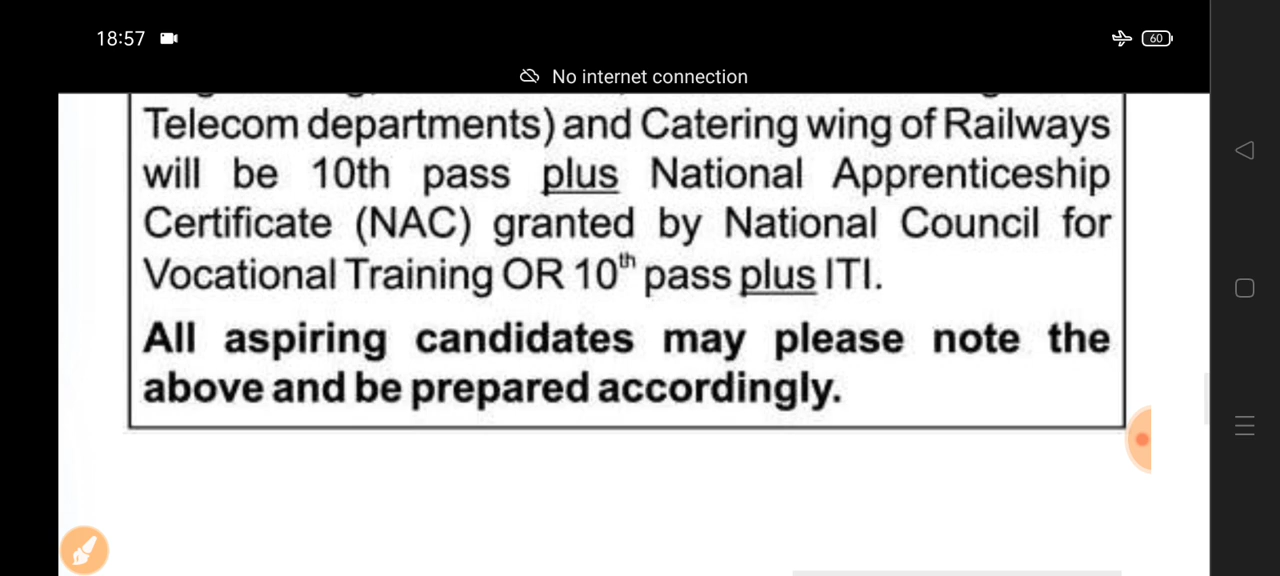 18:57
60
No internet connection
Telecom departments) and Catering wing of Railways
will be 10th pass plus National Apprenticeship
Certificate (NAC) granted by National Council for
Vocational Training OR 10th pass plus ITI.
All aspiring candidates may please note the
above and be prepared accordingly.